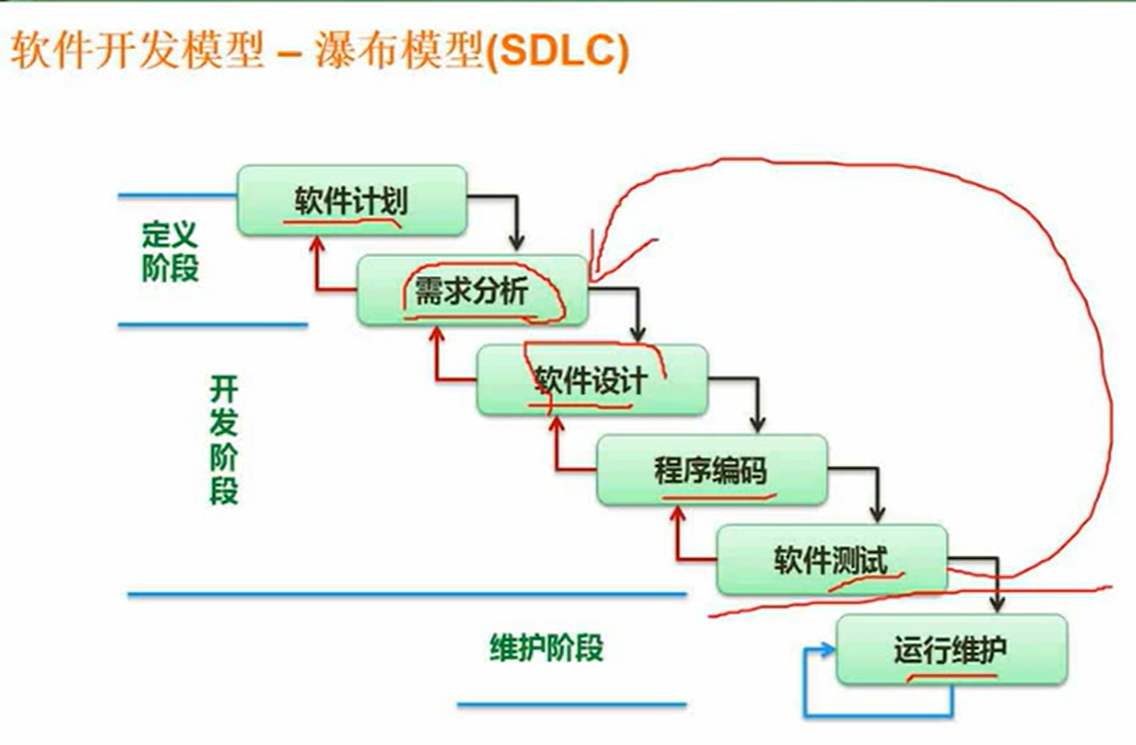 软件开发模型 – 瀑布模型(SDLC)
软件计划
定义
阶段
需求分析
软件设计
开
发
阶
段
程序编码
软件测试
维护阶段
运行维护